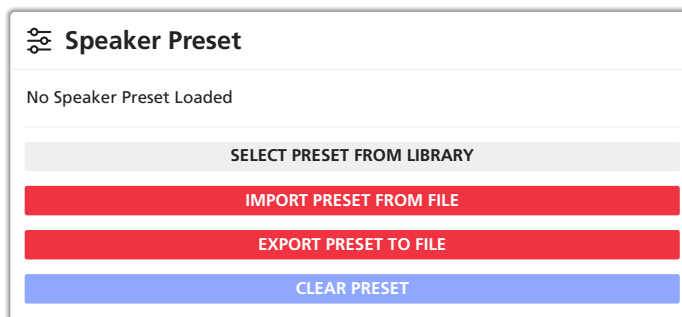 Speaker Preset
No Speaker Preset Loaded
SELECT PRESET FROM LIBRARY
IMPORT PRESET FROM FILE
EXPORT PRESET TO FILE
CLEAR PRESET